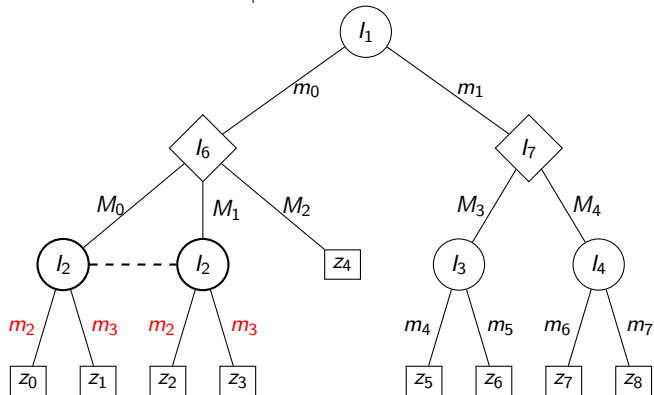 I₁
m₀ m₁
I₆ I₇
M₀ M₁ M₂ M₃ M₄
I₂ I₂ z₄ I₃ I₄
m₂ m₃ m₂ m₃ m₄ m₅ m₆ m₇
z₀ z₁ z₂ z₃ z₅ z₆ z₇ z₈